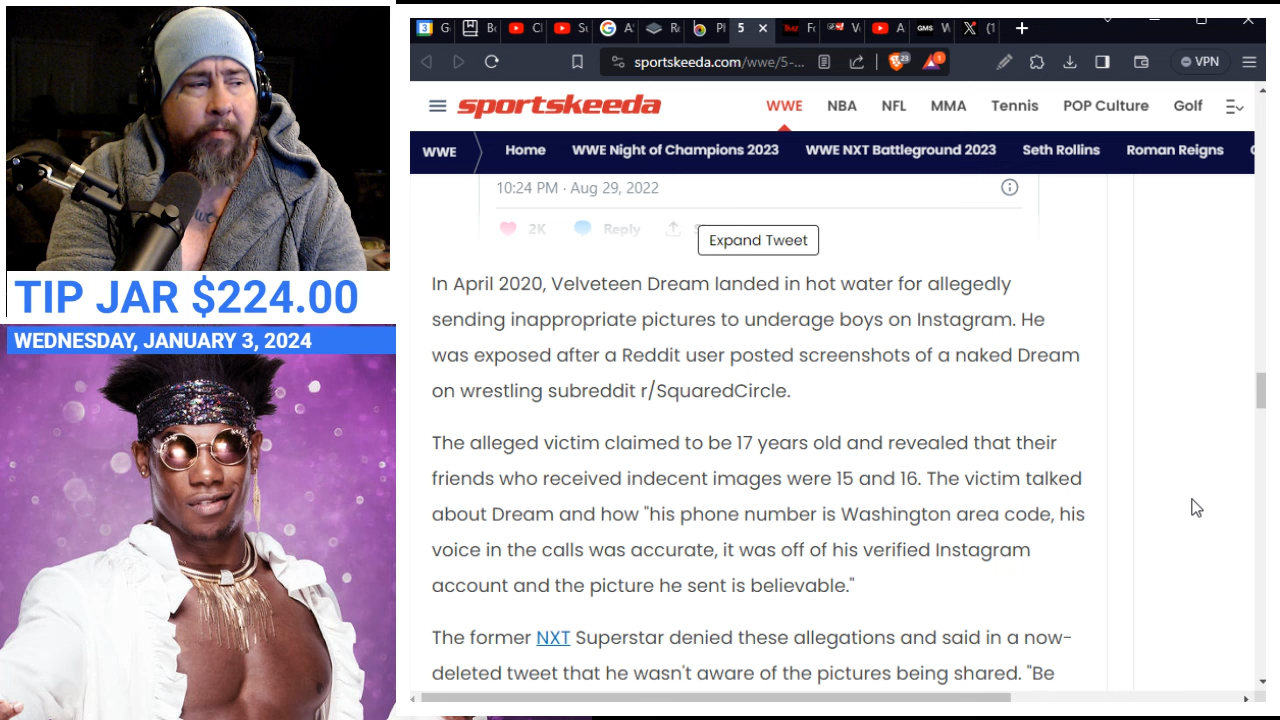 TIP JAR $224.00
WEDNESDAY, JANUARY 3, 2024
5
sportskeeda.com/wwe/5-...
23
1
VPN
sportskeeda
WWE NBA NFL MMA Tennis POP Culture Golf
WWE Home WWE Night of Champions 2023 WWE NXT Battleground 2023 Seth Rollins Roman Reigns
10:24 PM · Aug 29, 2022
2K Reply
Expand Tweet
In April 2020, Velveteen Dream landed in hot water for allegedly
sending inappropriate pictures to underage boys on Instagram. He
was exposed after a Reddit user posted screenshots of a naked Dream
on wrestling subreddit r/SquaredCircle.
The alleged victim claimed to be 17 years old and revealed that their
friends who received indecent images were 15 and 16. The victim talked
about Dream and how "his phone number is Washington area code, his
voice in the calls was accurate, it was off of his verified Instagram
account and the picture he sent is believable."
The former NXT Superstar denied these allegations and said in a now-
deleted tweet that he wasn't aware of the pictures being shared. "Be